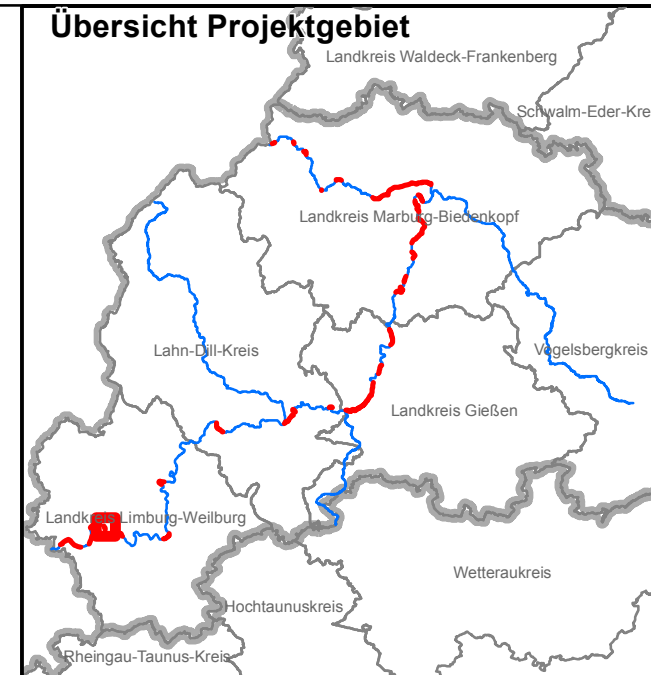 Übersicht Projektgebiet
Landkreis Waldeck-Frankenberg
Schwalm-Eder-Kre
Landkreis Marburg-Biedenkopf
Lahn-Dill-Kreis
Vogelsbergkreis
Landkreis Gießen
Landkreis Limburg-Weilburg
Wetteraukreis
Hochtaunuskreis
Rheingau-Taunus-Kreis